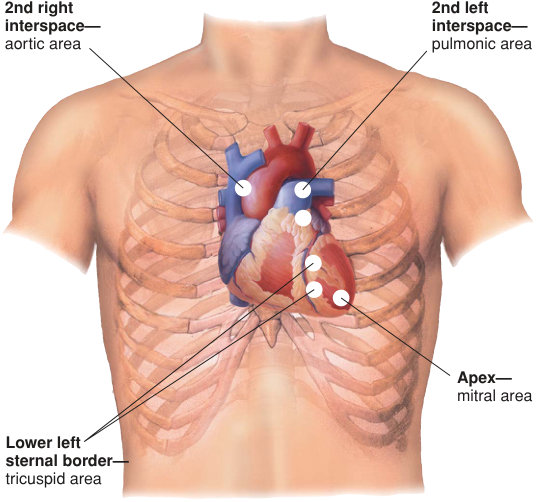 2nd right
interspace—
aortic area
2nd left
interspace—
pulmonic area
Apex—
mitral area
Lower left
sternal border—
tricuspid area